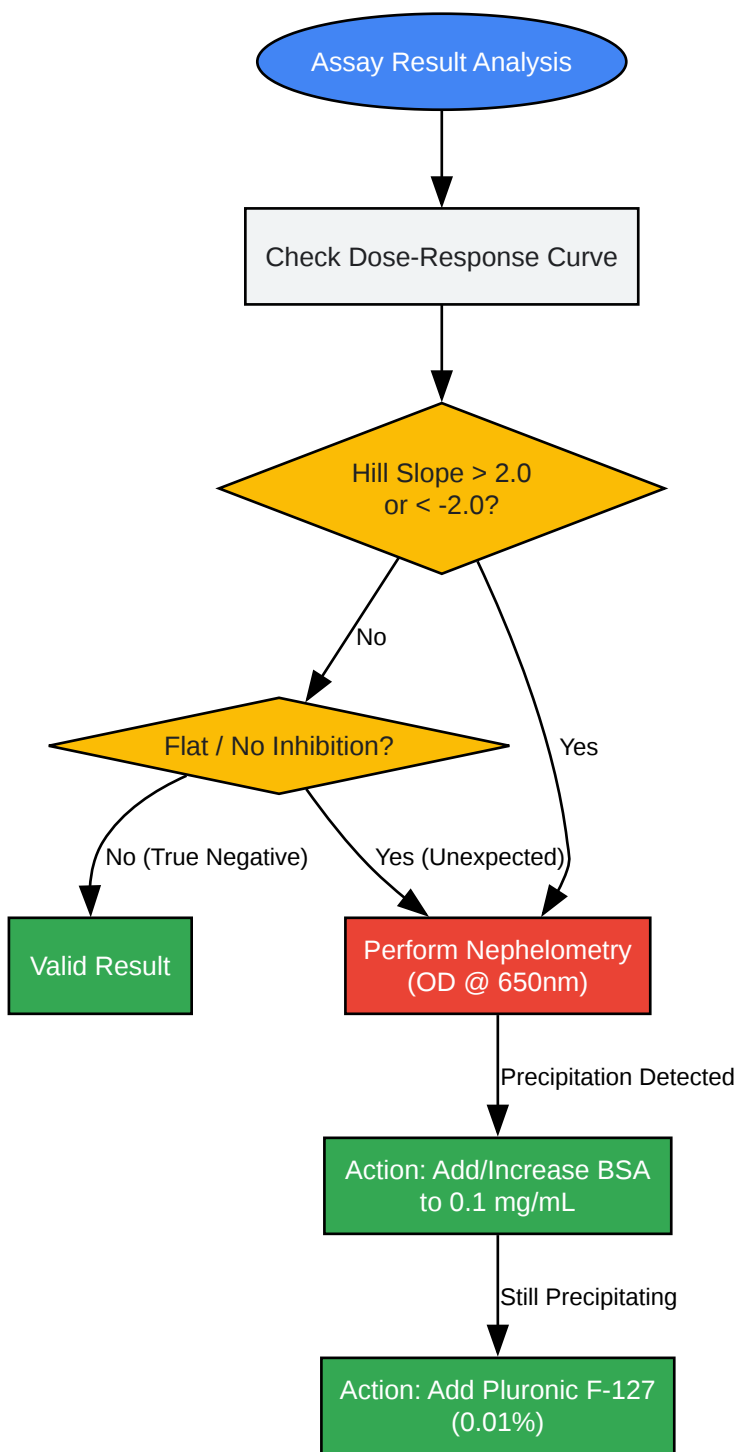 Assay Result Analysis
Check Dose-Response Curve
Hill Slope > 2.0
or < -2.0?
No
Yes
Flat / No Inhibition?
No (True Negative)
Yes (Unexpected)
Valid Result
Perform Nephelometry
(OD @ 650nm)
Precipitation Detected
Action: Add/Increase BSA
to 0.1 mg/mL
Still Precipitating
Action: Add Pluronic F-127
(0.01%)